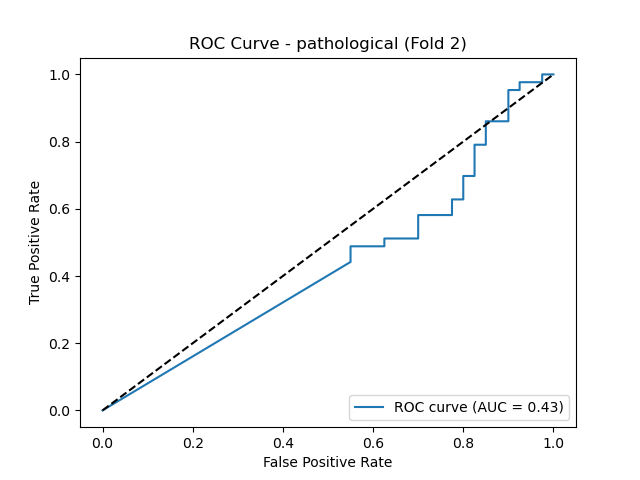 ROC Curve - pathological (Fold 2)
True Positive Rate
1.0
0.8
0.6
0.4
0.2
0.0
ROC curve (AUC = 0.43)
0.0 0.2 0.4 0.6 0.8 1.0
False Positive Rate